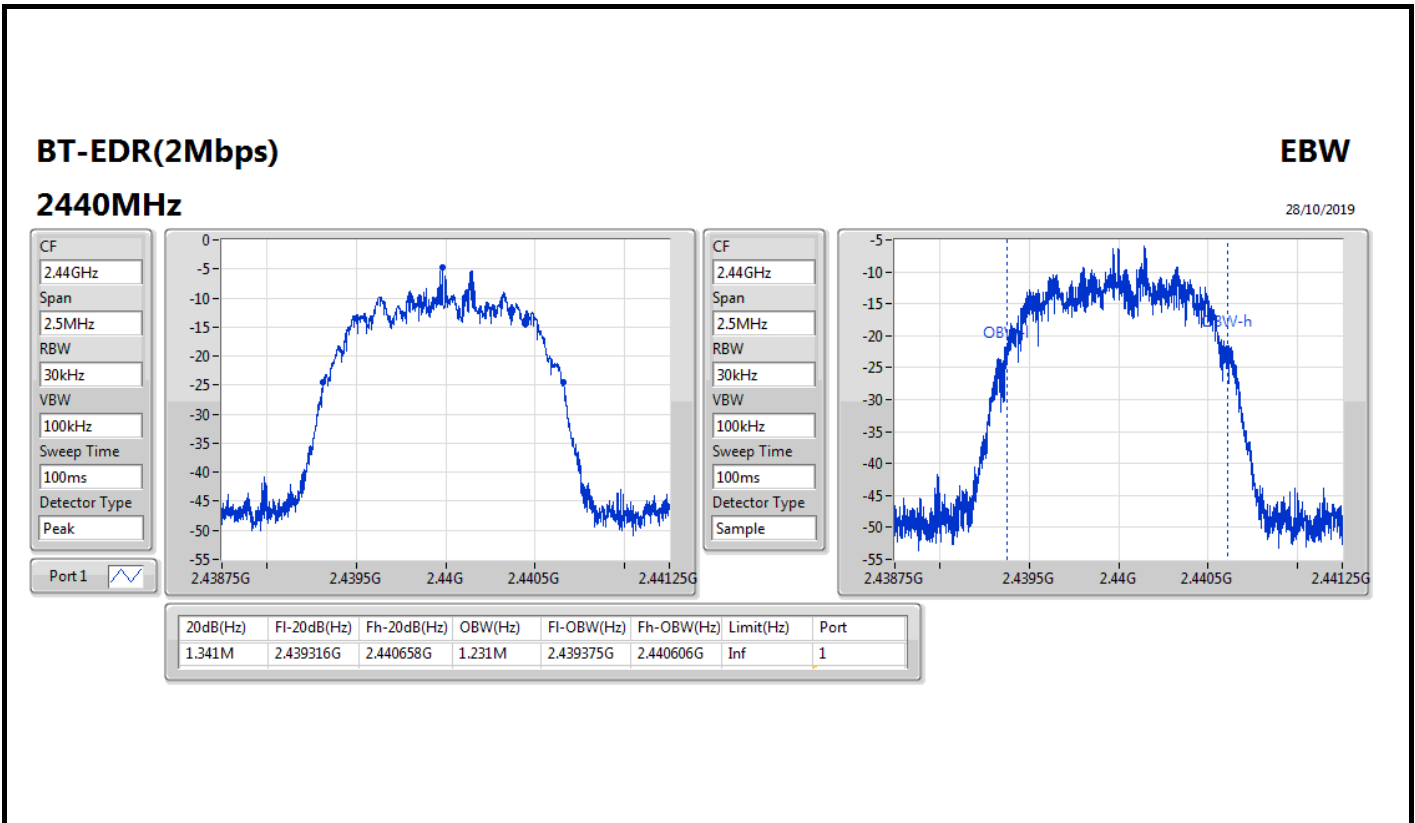 BT-EDR(2Mbps)
EBW
2440MHz
28/10/2019
CF
2.44GHz
Span
2.5MHz
RBW
30kHz
VBW
100kHz
Sweep Time
100ms
Detector Type
Peak
Port 1
0
-5
-10
-15
-20
-25
-30
-35
-40
-45
-50
-55
2.43875G 2.4395G 2.44G 2.4405G 2.44125G
CF
2.44GHz
Span
2.5MHz
RBW
30kHz
VBW
100kHz
Sweep Time
100ms
Detector Type
Sample
-5
-10
-15
-20
-25
-30
-35
-40
-45
-50
-55
OBW-l
OBW-h
2.43875G 2.4395G 2.44G 2.4405G 2.44125G
20dB(Hz) Fl-20dB(Hz) Fh-20dB(Hz) OBW(Hz) Fl-OBW(Hz) Fh-OBW(Hz) Limit(Hz) Port
1.341M 2.439316G 2.440658G 1.231M 2.439375G 2.440606G Inf 1